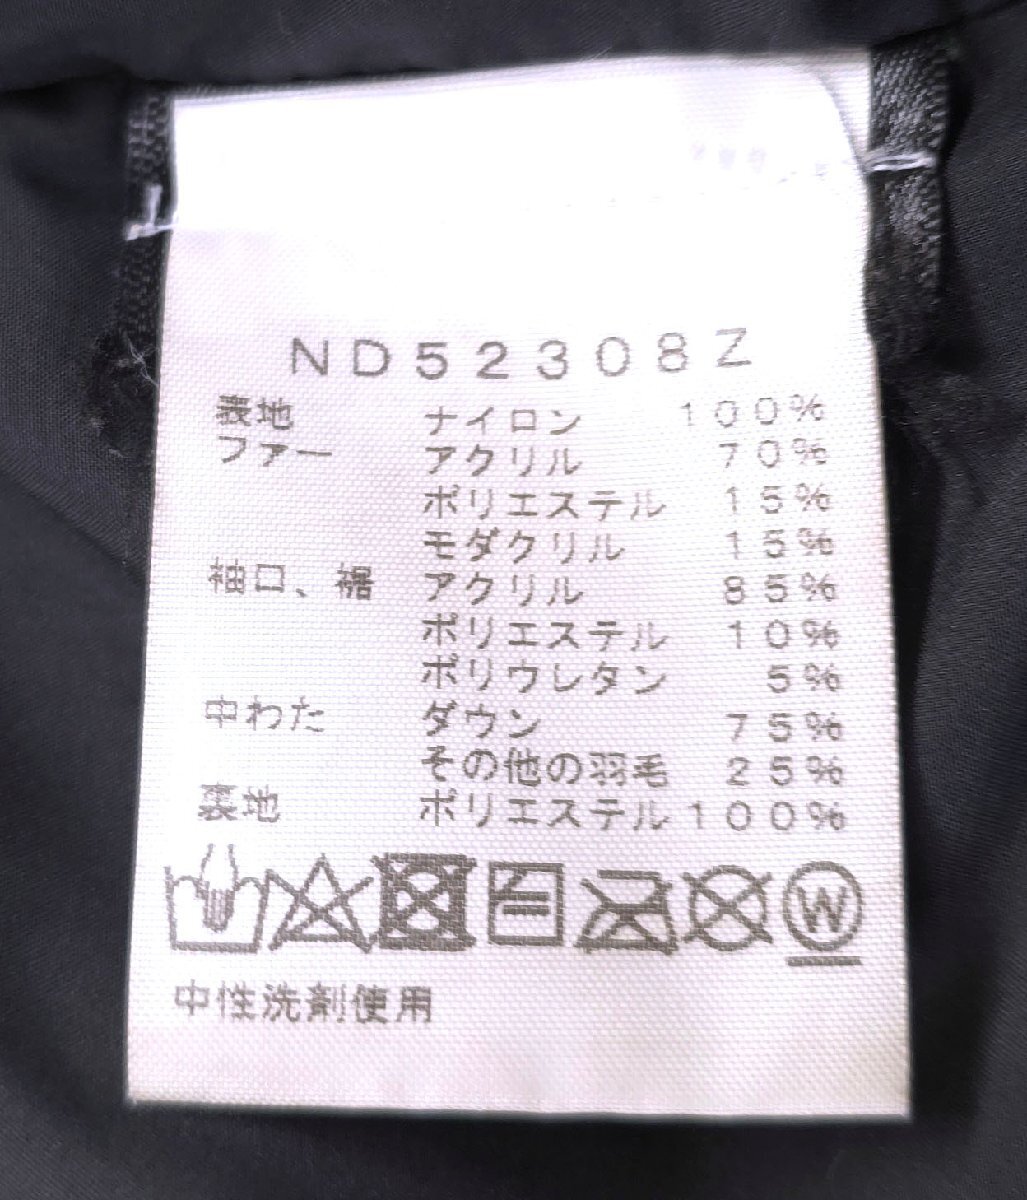 ND52308Z
表地 ナイロン 100%
ファー アクリル 70%
ポリエステル 15%
モダクリル 15%
袖口、裾 アクリル 85%
ポリエステル 10%
ポリウレタン 5%
中わた ダウン 75%
その他の羽毛 25%
裏地 ポリエステル 100%
W
中性洗剤使用